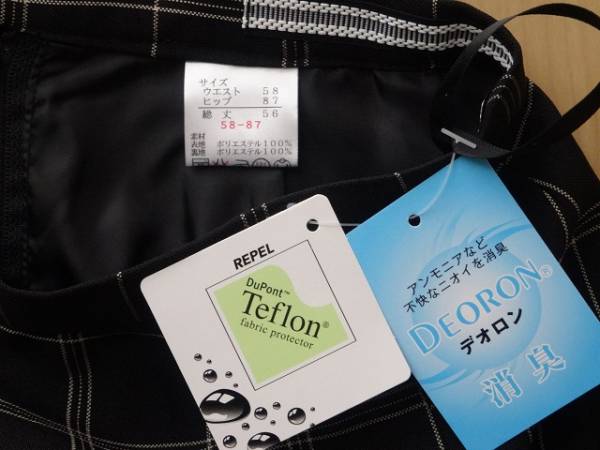 サイズ
ウエスト 58
ヒップ 87
総丈 56
58-87
素材
表地 ポリエステル100%
裏地 ポリエステル100%
REPEL
DuPont™
Teflon®
fabric protector
アンモニアなど
不快なニオイを消臭
DEORON®
デオロン
消臭